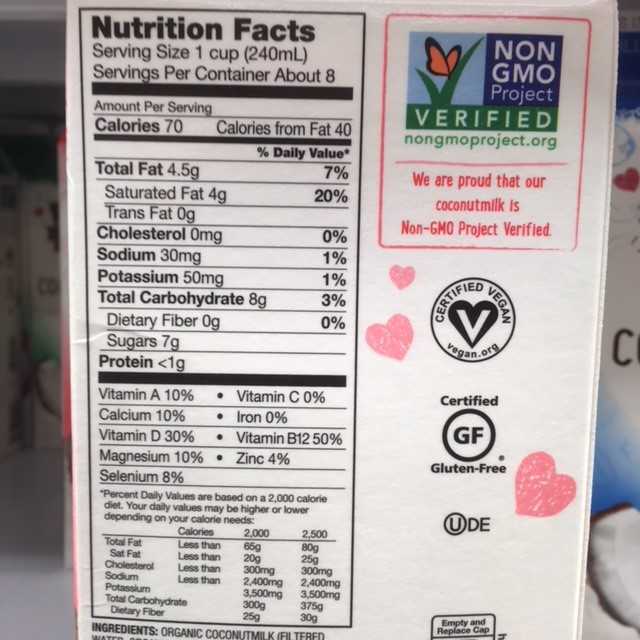 Nutrition Facts
Serving Size 1 cup (240mL)
Servings Per Container About 8
Amount Per Serving
Calories 70 Calories from Fat 40
% Daily Value*
Total Fat 4.5g 7%
Saturated Fat 4g 20%
Trans Fat 0g
Cholesterol 0mg 0%
Sodium 30mg 1%
Potassium 50mg 1%
Total Carbohydrate 8g 3%
Dietary Fiber 0g 0%
Sugars 7g
Protein <1g
Vitamin A 10% • Vitamin C 0%
Calcium 10% • Iron 0%
Vitamin D 30% • Vitamin B12 50%
Magnesium 10% • Zinc 4%
Selenium 8%
*Percent Daily Values are based on a 2,000 calorie
diet. Your daily values may be higher or lower
depending on your calorie needs:
Calories 2,000 2,500
Total Fat Less than 65g 80g
Sat Fat Less than 20g 25g
Cholesterol Less than 300mg 300mg
Sodium Less than 2,400mg 2,400mg
Potassium 3,500mg 3,500mg
Total Carbohydrate 300g 375g
Dietary Fiber 25g 30g
INGREDIENTS: ORGANIC COCONUTMILK (FILTERED
NON
GMO
Project
VERIFIED
nongmoproject.org
We are proud that our
coconutmilk is
Non-GMO Project Verified.
CERTIFIED VEGAN
V
vegan.org
Certified
GF
Gluten-Free
UDE
Empty and
Replace Cap